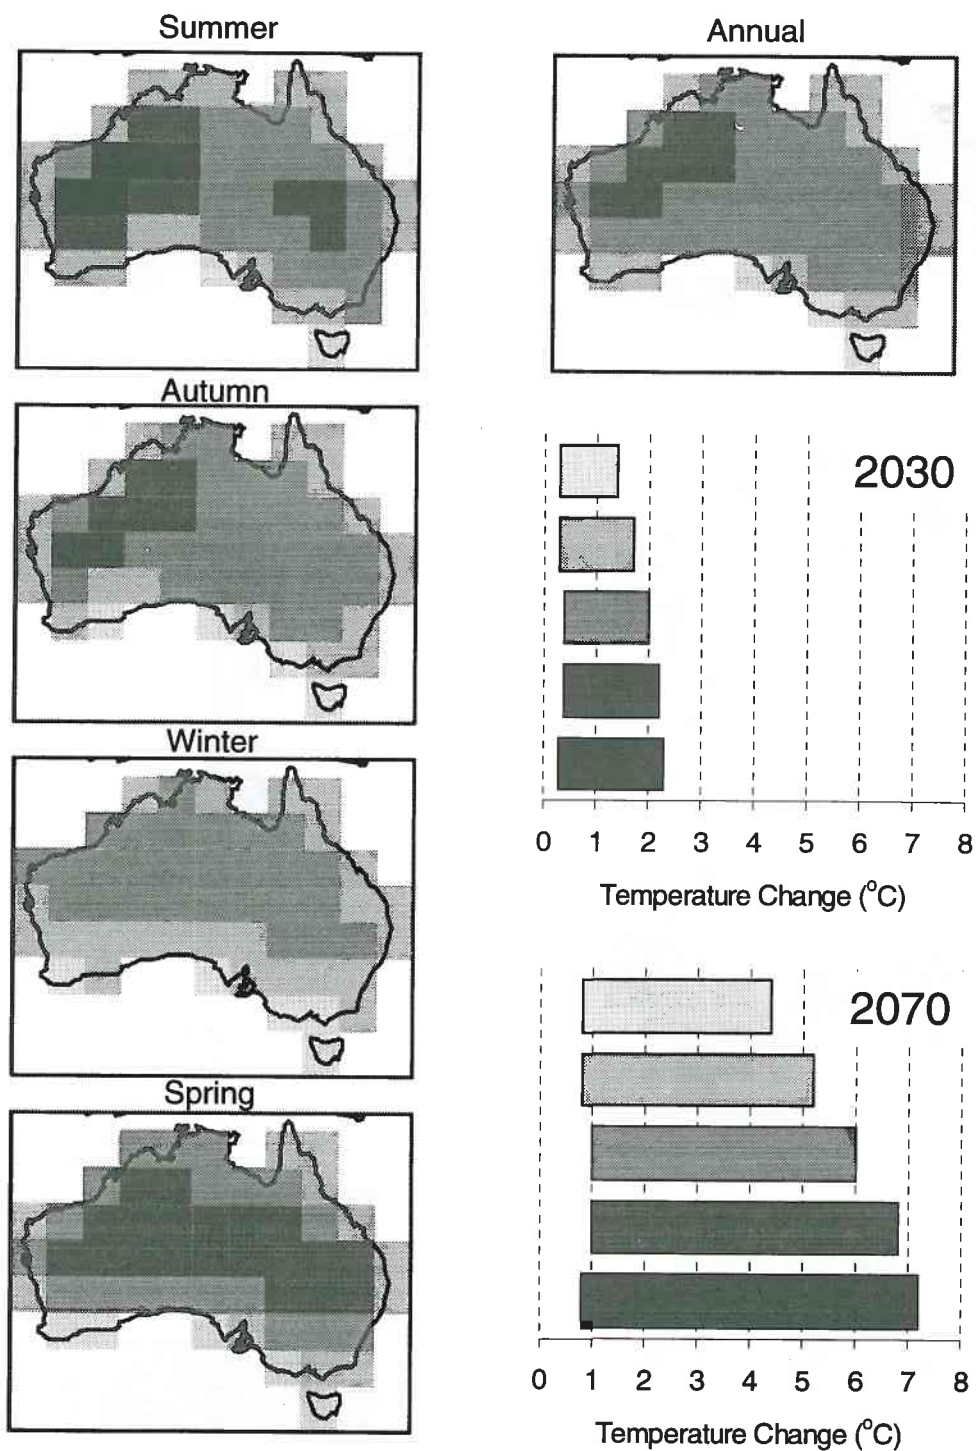 Summer
Annual
Autumn
2030
0 1 2 3 4 5 6 7 8
Temperature Change (°C)
Winter
2070
0 1 2 3 4 5 6 7 8
Temperature Change (°C)
Spring